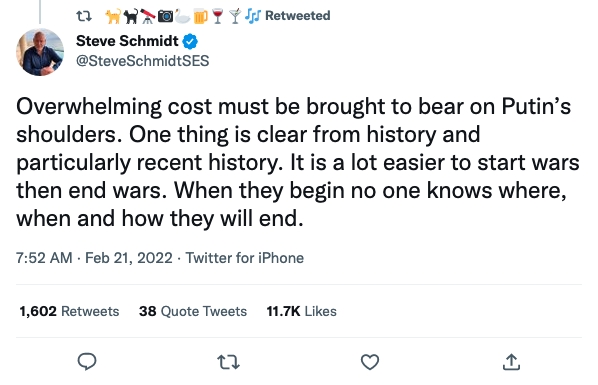 🐈🐈‍⬛🔭📷🦢🍺🍷🍸🎶 Retweeted
Steve Schmidt
@SteveSchmidtSES
Overwhelming cost must be brought to bear on Putin’s
shoulders. One thing is clear from history and
particularly recent history. It is a lot easier to start wars
then end wars. When they begin no one knows where,
when and how they will end.
7:52 AM · Feb 21, 2022 · Twitter for iPhone
1,602 Retweets 38 Quote Tweets 11.7K Likes